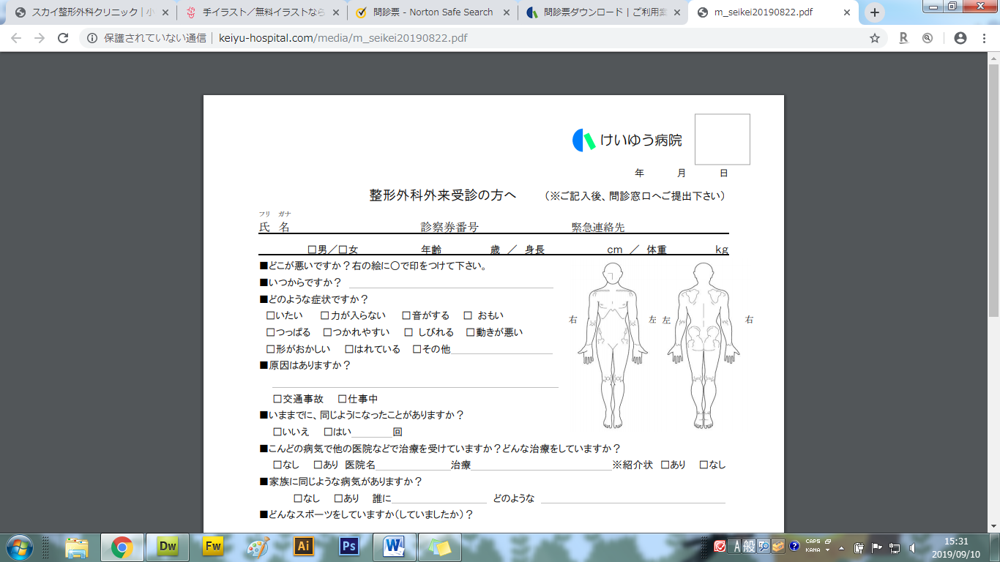 スカイ整形外科クリニック｜小
手イラスト／無料イラストなら
問診票 - Norton Safe Search
問診票ダウンロード｜ご利用案
m_seikei20190822.pdf
保護されていない通信 | keiyu-hospital.com/media/m_seikei20190822.pdf
けいゆう病院
年 月 日
整形外科外来受診の方へ （※ご記入後、問診窓口へご提出下さい）
フリ ガナ
氏 名 診察券番号 緊急連絡先
□男／□女 年齢 歳 ／ 身長 cm ／ 体重 kg
■どこが悪いですか？右の絵に〇で印をつけて下さい。
■いつからですか？
■どのような症状ですか？
□いたい □力が入らない □音がする □ おもい
右 左 左 右
□つっぱる □つかれやすい □ しびれる □動きが悪い
□形がおかしい □はれている □その他
■原因はありますか？
□交通事故 □仕事中
■いままでに、同じようになったことがありますか？
□いいえ □はい 回
■こんどの病気で他の医院などで治療を受けていますか？どんな治療をしていますか？
□なし □あり 医院名 治療 ※紹介状 □あり □なし
■家族に同じような病気がありますか？
□なし □あり 誰に どのような
■どんなスポーツをしていますか（していましたか）？
Dw Fw Ai Ps W
A 般 CAPS KANA
15:31
2019/09/10